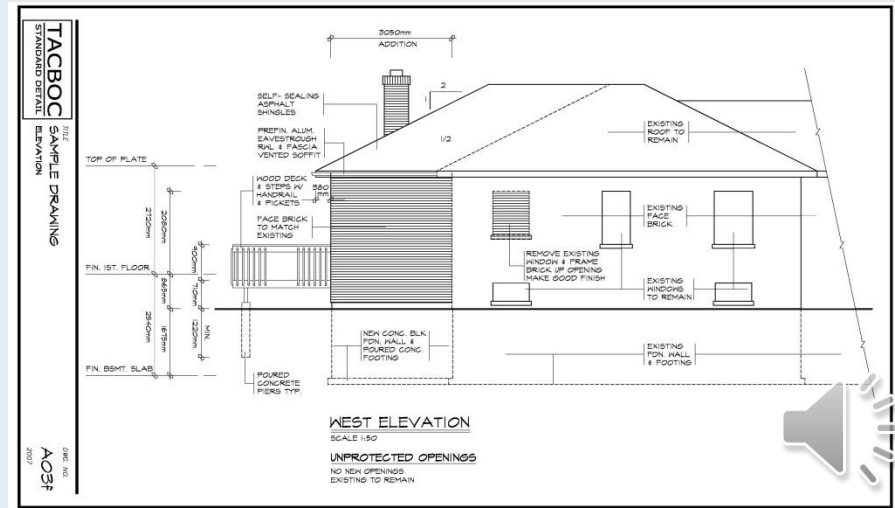 TACBOC
STANDARD DETAIL
TITLE
SAMPLE DRAWING
ELEVATION
DWG. NO.
A03f
2007
3050mm
ADDITION
2
1
1/2
SELF- SEALING
ASPHALT
SHINGLES
PREFIN. ALUM.
EAVESTROUGH
RWL & FASCIA
VENTED SOFFIT
EXISTING
ROOF TO
REMAIN
TOP OF PLATE
WOOD DECK
& STEPS W/
HANDRAIL
& PICKETS
380
mm
FACE BRICK
TO MATCH
EXISTING
EXISTING
FACE
BRICK
2720mm
2080mm
900mm
REMOVE EXISTING
WINDOW & FRAME
BRICK UP OPENING
MAKE GOOD FINISH
FIN. 1ST. FLOOR
EXISTING
WINDOWS
TO REMAIN
865mm
710mm
2540mm
1675mm
1220mm
MIN.
NEW CONC. BLK
FDN. WALL &
POURED CONC.
FOOTING
EXISTING
FDN. WALL
& FOOTING
FIN. BSMT. SLAB
POURED
CONCRETE
PIERS TYP.
WEST ELEVATION
SCALE 1:50
UNPROTECTED OPENINGS
NO NEW OPENINGS
EXISTING TO REMAIN